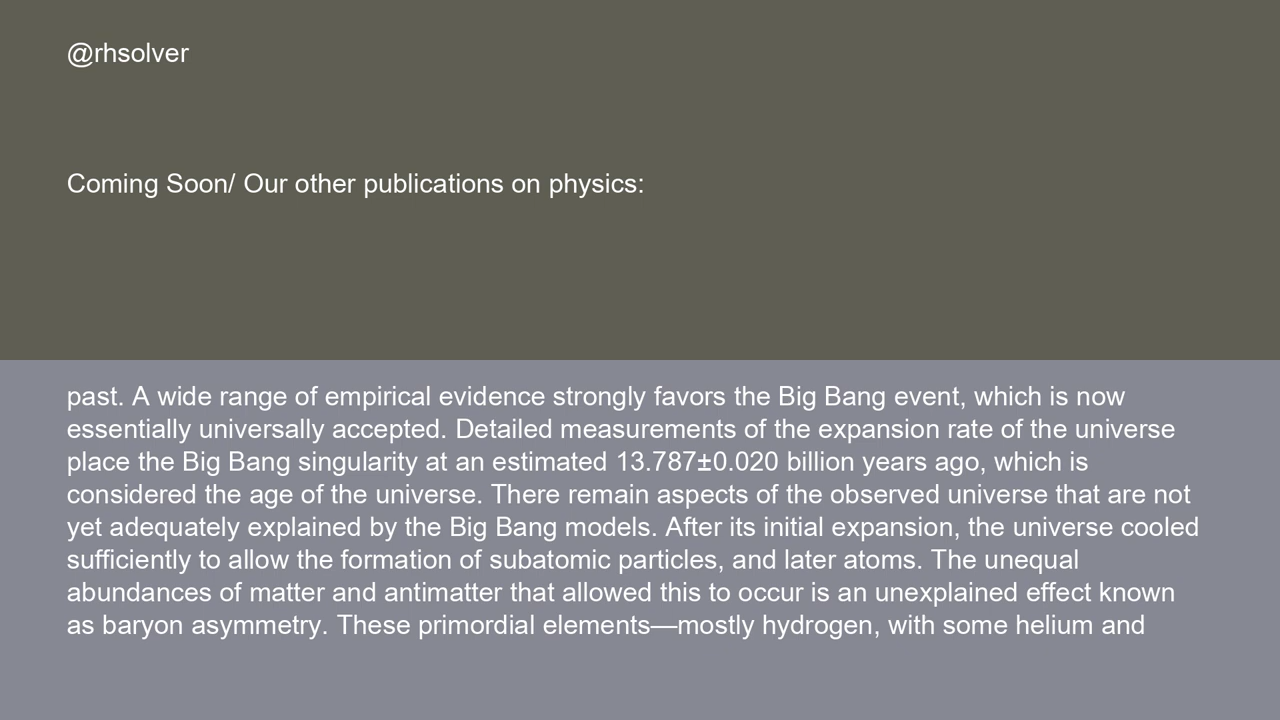 @rhsolver
Coming Soon/ Our other publications on physics:
past. A wide range of empirical evidence strongly favors the Big Bang event, which is now
essentially universally accepted. Detailed measurements of the expansion rate of the universe
place the Big Bang singularity at an estimated 13.787±0.020 billion years ago, which is
considered the age of the universe. There remain aspects of the observed universe that are not
yet adequately explained by the Big Bang models. After its initial expansion, the universe cooled
sufficiently to allow the formation of subatomic particles, and later atoms. The unequal
abundances of matter and antimatter that allowed this to occur is an unexplained effect known
as baryon asymmetry. These primordial elements—mostly hydrogen, with some helium and